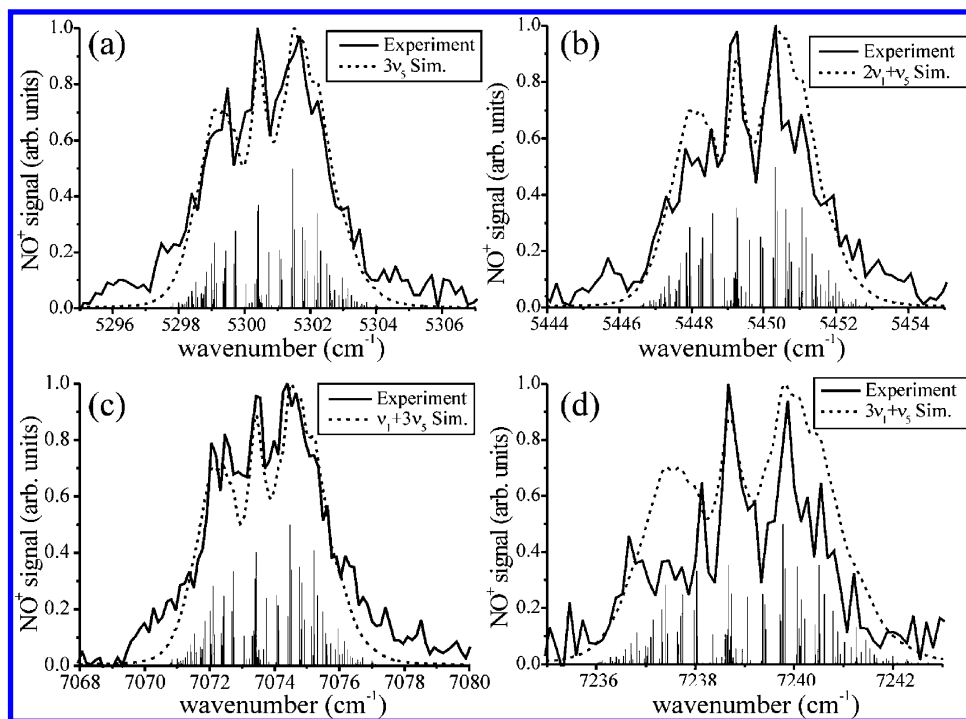 (a)
Experiment
3ν5 Sim.
NO+ signal (arb. units)
1.0
0.8
0.6
0.4
0.2
0.0
5296 5298 5300 5302 5304 5306
wavenumber (cm-1)
(b)
Experiment
2ν1+ν5 Sim.
NO+ signal (arb. units)
1.0
0.8
0.6
0.4
0.2
0.0
5444 5446 5448 5450 5452 5454
wavenumber (cm-1)
(c)
Experiment
ν1+3ν5 Sim.
NO+ signal (arb. units)
1.0
0.8
0.6
0.4
0.2
0.0
7068 7070 7072 7074 7076 7078 7080
wavenumber (cm-1)
(d)
Experiment
3ν1+ν5 Sim.
NO+ signal (arb. units)
1.0
0.8
0.6
0.4
0.2
0.0
7236 7238 7240 7242
wavenumber (cm-1)